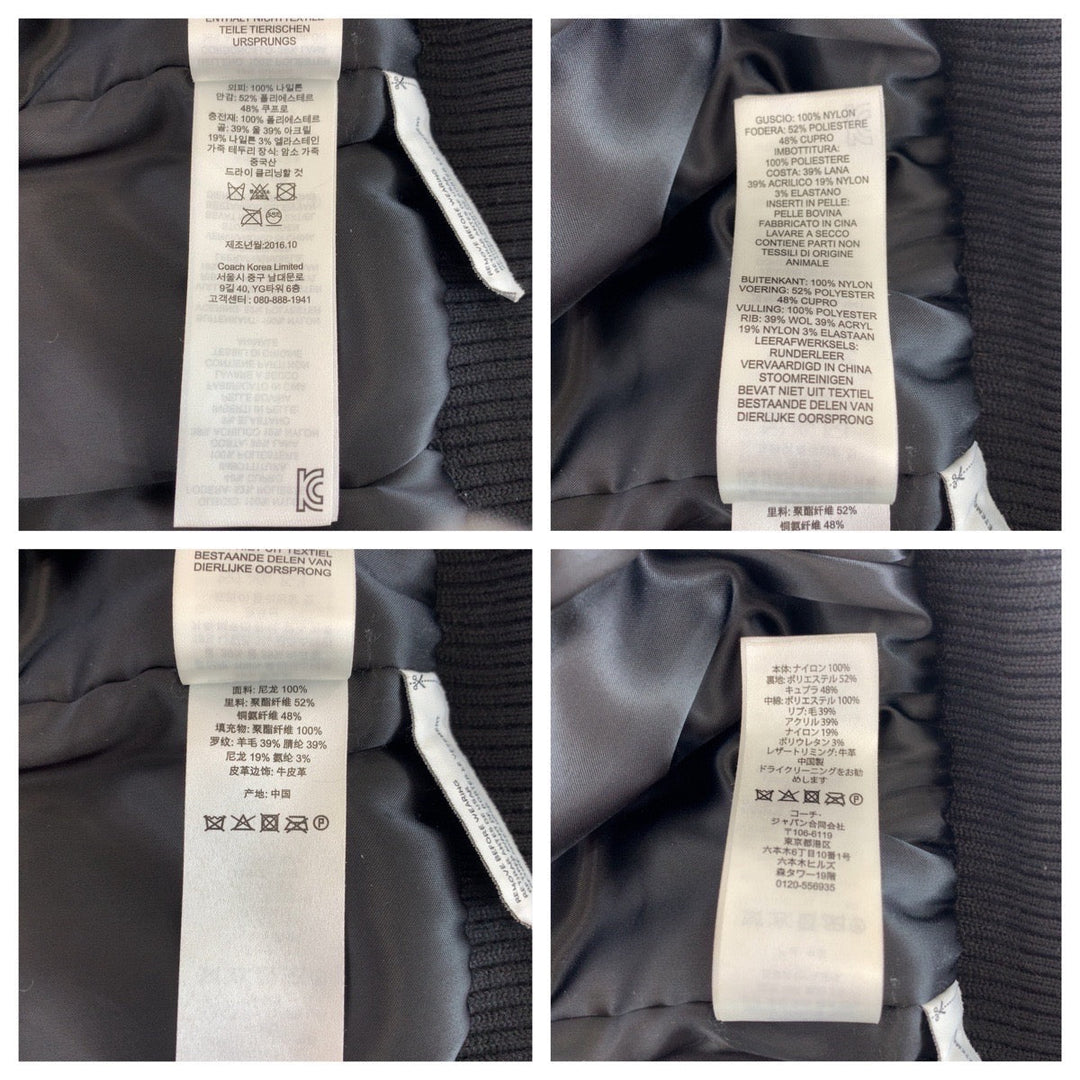 ENTHALT NICHTTEXTILE
TEILE TIERISCHEN
URSPRUNGS
의피: 100% 나일론
안감: 52% 폴리에스테르
48% 쿠프로
충전재: 100% 폴리에스테르
골: 39% 울 39% 아크릴
19% 나일론 3% 엘라스테인
가죽 테두리 장식: 암소 가죽
중국산
드라이 클리닝할 것
제조년월:2016.10
Coach Korea Limited
서울시 중구 남대문로
9길 40, YG타워 6층
고객센터 : 080-888-1941
REMOVE BEFORE WEARING
GUSCIO: 100% NYLON
FODERA: 52% POLIESTERE
48% CUPRO
IMBOTTITURA:
100% POLIESTERE
COSTA: 39% LANA
39% ACRILICO 19% NYLON
3% ELASTANO
INSERTI IN PELLE:
PELLE BOVINA
FABBRICATO IN CINA
LAVARE A SECCO
CONTIENE PARTI NON
TESSILI DI ORIGINE
ANIMALE
BUITENKANT: 100% NYLON
VOERING: 52% POLYESTER
48% CUPRO
VULLING: 100% POLYESTER
RIB: 39% WOL 39% ACRYL
19% NYLON 3% ELASTAAN
LEERAFWERKSELS:
RUNDERLEER
VERVAARDIGD IN CHINA
STOOMREINIGEN
BEVAT NIET UIT TEXTIEL
BESTAANDE DELEN VAN
DIERLIJKE OORSPRONG
里料: 聚酯纤维 52%
铜氨纤维 48%
NIET UIT TEXTIEL
BESTAANDE DELEN VAN
DIERLIJKE OORSPRONG
面料: 尼龙 100%
里料: 聚酯纤维 52%
铜氨纤维 48%
填充物: 聚酯纤维 100%
罗纹: 羊毛 39% 腈纶 39%
尼龙 19% 氨纶 3%
皮革边饰: 牛皮革
产地: 中国
REMOVE BEFORE WEARING
本体: ナイロン 100%
裏地: ポリエステル 52%
キュプラ 48%
中綿: ポリエステル 100%
リブ: 毛 39%
アクリル 39%
ナイロン 19%
ポリウレタン 3%
レザートリミング: 牛革
中国製
ドライクリーニングをお勧
めします
コーチ・
ジャパン合同会社
〒106-6119
東京都港区
六本木6丁目10番1号
六本木ヒルズ
森タワー19階
0120-556935